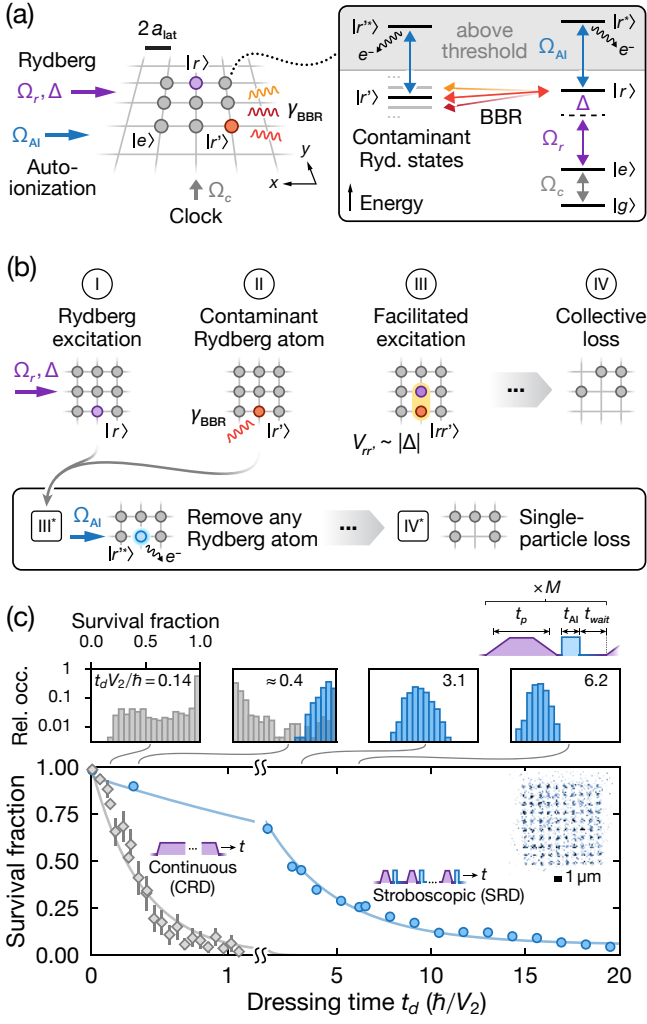 (a)
2 a_lat
|r⟩
Rydberg
Ω_r, Δ
Ω_AI
Auto-
ionization
|e⟩
|r'⟩
γ_BBR
Ω_c
Clock
x
y
|r'*⟩
above
threshold
e⁻
Ω_AI
|r*⟩
e⁻
|r'⟩
BBR
|r⟩
Δ
Contaminant
Ryd. states
Ω_r
|e⟩
Ω_c
|g⟩
Energy
(b)
I
Rydberg
excitation
II
Contaminant
Rydberg atom
III
Facilitated
excitation
IV
Collective
loss
Ω_r, Δ
|r⟩
γ_BBR
|r'⟩
V_rr' ~ |Δ|
|rr'⟩
...
III*
Ω_AI
|r'*⟩
e⁻
Remove any
Rydberg atom
...
IV*
Single-
particle loss
(c)
Survival fraction
0.0 0.5 1.0
× M
t_p
t_AI
t_wait
Rel. occ.
1
0.1
0.01
t_d V_2/ħ = 0.14
≈ 0.4
3.1
6.2
Survival fraction
1.00
0.75
0.50
0.25
0.00
Continuous
(CRD)
t
Stroboscopic (SRD)
t
1 μm
0 1 5 10 15 20
Dressing time t_d (ħ/V_2)